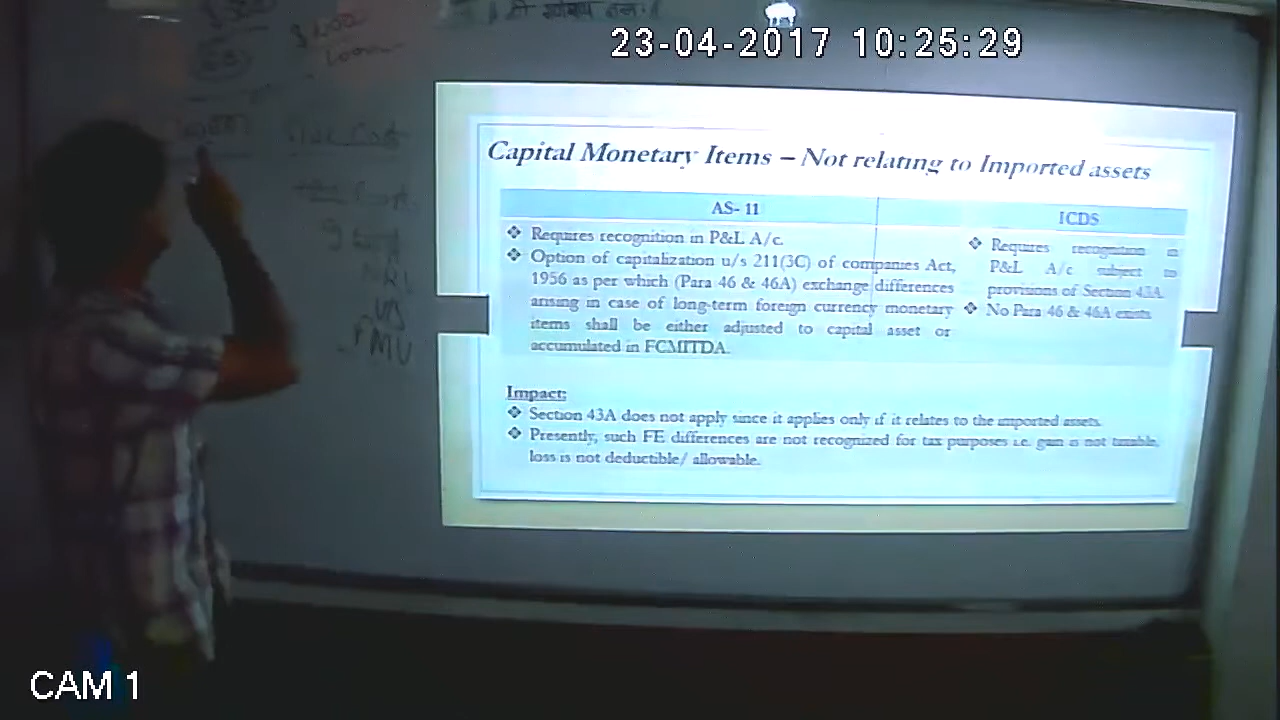 23-04-2017 10:25:29
Capital Monetary Items – Not relating to Imported assets
AS- 11
ICDS
❖ Requires recognition in P&L A/c.
❖ Option of capitalization u/s 211(3C) of companies Act,
1956 as per which (Para 46 & 46A) exchange differences
arising in case of long-term foreign currency monetary
items shall be either adjusted to capital asset or
accumulated in FCMITDA.
❖ Requires recognition in
P&L A/c subject to
provisions of Section 43A.
❖ No Para 46 & 46A exists
Impact:
❖ Section 43A does not apply since it applies only if it relates to the imported assets.
❖ Presently, such FE differences are not recognized for tax purposes i.e. gain is not taxable,
loss is not deductible/ allowable.
FMV
CAM 1